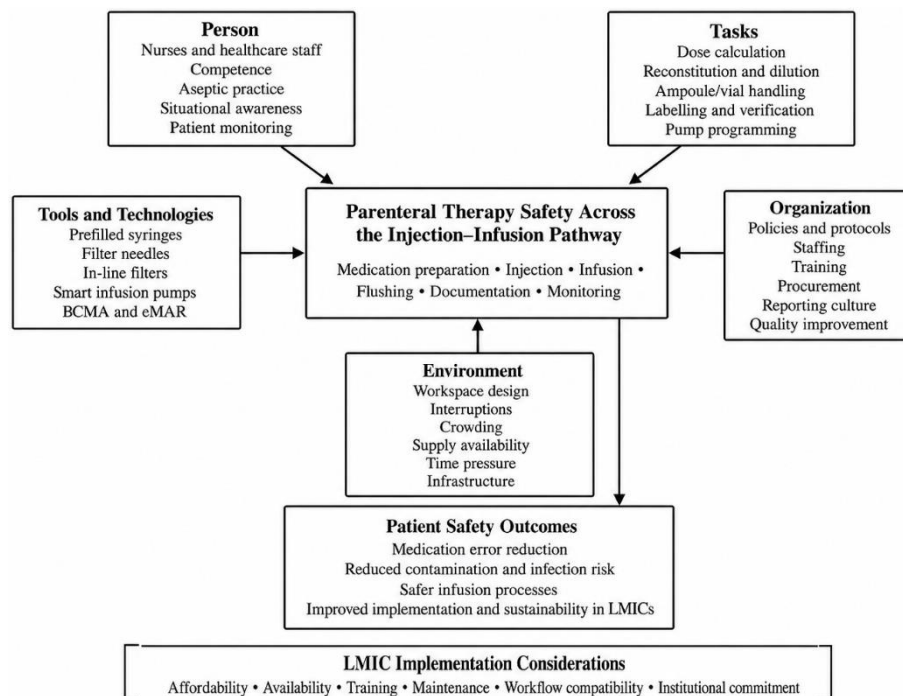 Person
Nurses and healthcare staff
Competence
Aseptic practice
Situational awareness
Patient monitoring
Tasks
Dose calculation
Reconstitution and dilution
Ampoule/vial handling
Labelling and verification
Pump programming
Tools and Technologies
Prefilled syringes
Filter needles
In-line filters
Smart infusion pumps
BCMA and eMAR
Parenteral Therapy Safety Across
the Injection–Infusion Pathway
Medication preparation • Injection • Infusion •
Flushing • Documentation • Monitoring
Organization
Policies and protocols
Staffing
Training
Procurement
Reporting culture
Quality improvement
Environment
Workspace design
Interruptions
Crowding
Supply availability
Time pressure
Infrastructure
Patient Safety Outcomes
Medication error reduction
Reduced contamination and infection risk
Safer infusion processes
Improved implementation and sustainability in LMICs
LMIC Implementation Considerations
Affordability • Availability • Training • Maintenance • Workflow compatibility • Institutional commitment